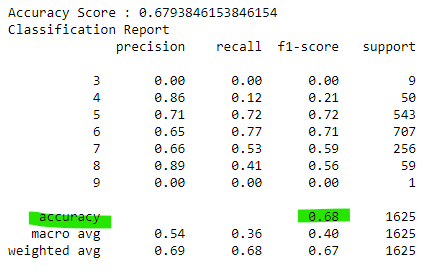 Accuracy Score : 0.6793846153846154
Classification Report
precision recall f1-score support
3 0.00 0.00 0.00 9
4 0.86 0.12 0.21 50
5 0.71 0.72 0.72 543
6 0.65 0.77 0.71 707
7 0.66 0.53 0.59 256
8 0.89 0.41 0.56 59
9 0.00 0.00 0.00 1
accuracy 0.68 1625
macro avg 0.54 0.36 0.40 1625
weighted avg 0.69 0.68 0.67 1625